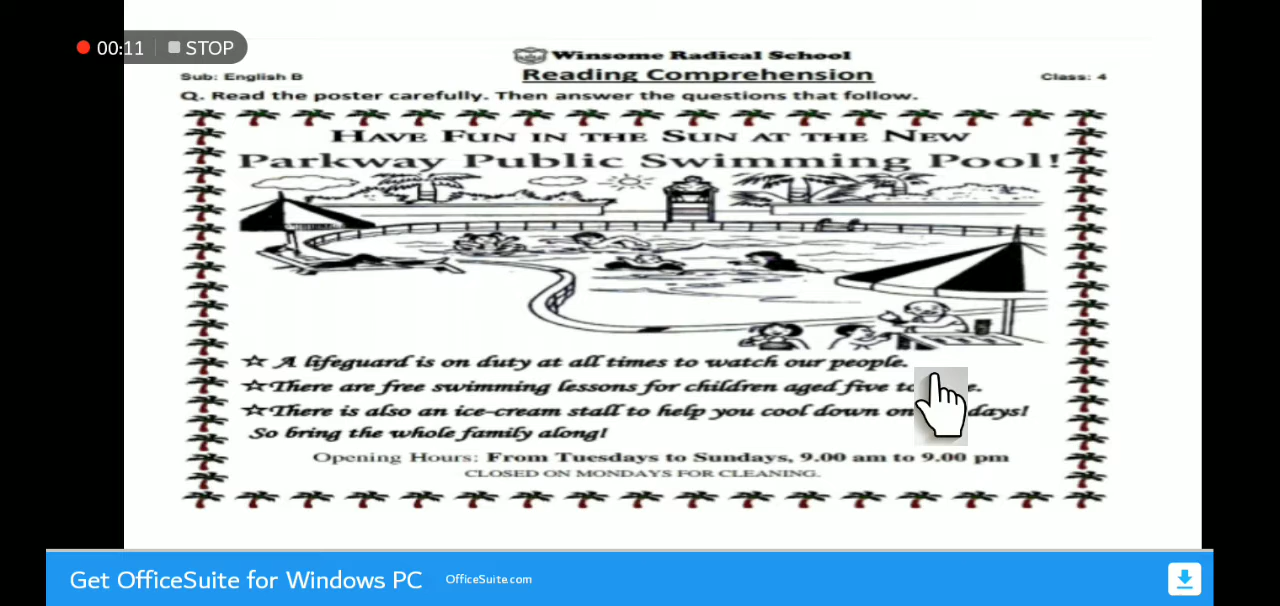 00:11 STOP
Winsome Radical School
Sub: English B
Reading Comprehension
Class: 4
Q. Read the poster carefully. Then answer the questions that follow.
HAVE FUN IN THE SUN AT THE NEW
Parkway Public Swimming Pool!
☆ A lifeguard is on duty at all times to watch our people.
☆There are free swimming lessons for children aged five
☆There is also an ice-cream stall to help you cool down on days!
So bring the whole family along!
Opening Hours: From Tuesdays to Sundays, 9.00 am to 9.00 pm
CLOSED ON MONDAYS FOR CLEANING.
Get OfficeSuite for Windows PC OfficeSuite.com